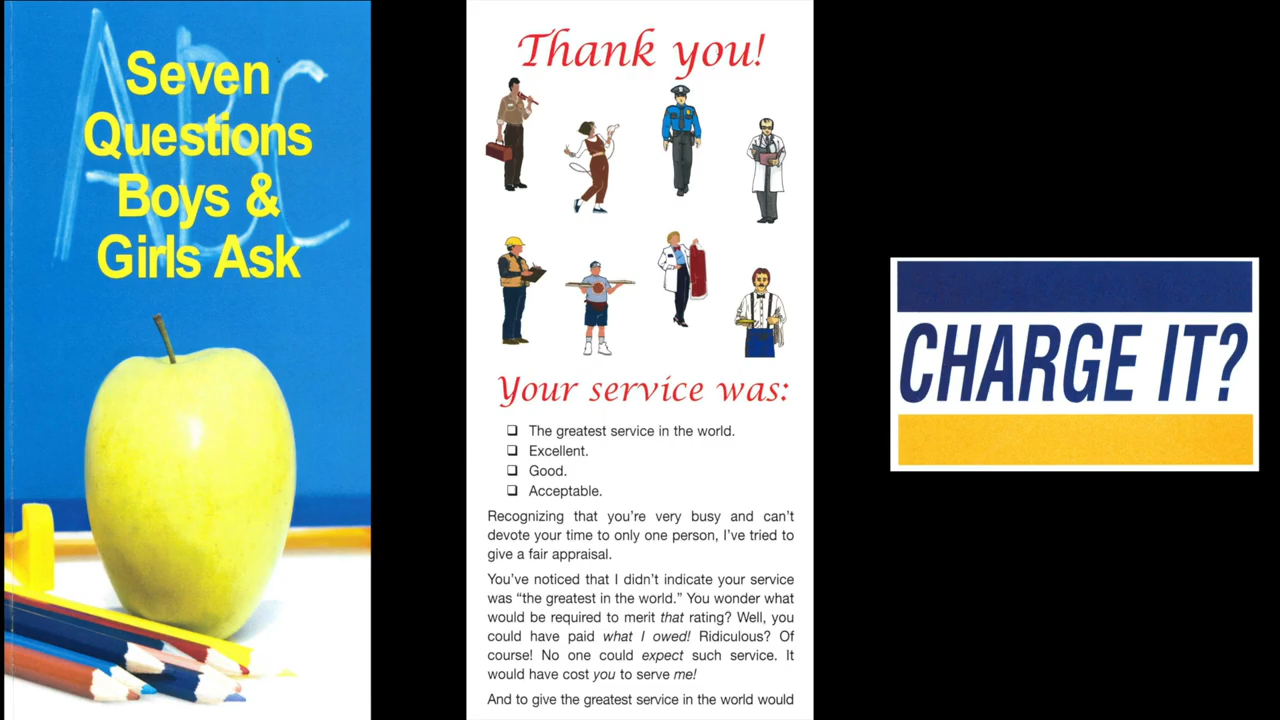 ABC
Seven
Questions
Boys &
Girls Ask
Thank you!
Your service was:
❑ The greatest service in the world.
❑ Excellent.
❑ Good.
❑ Acceptable.
Recognizing that you're very busy and can't
devote your time to only one person, I've tried to
give a fair appraisal.
You've noticed that I didn't indicate your service
was “the greatest in the world.” You wonder what
would be required to merit that rating? Well, you
could have paid what I owed! Ridiculous? Of
course! No one could expect such service. It
would have cost you to serve me!
And to give the greatest service in the world would
CHARGE IT?